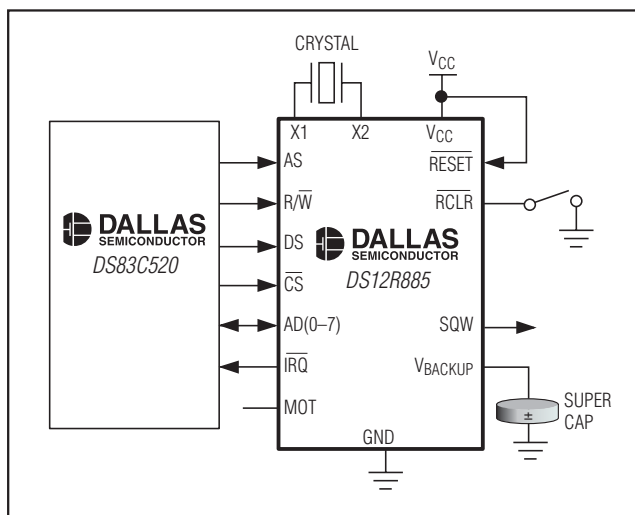 CRYSTAL
VCC
X1 X2 VCC
AS
RESET
R/W
RCLR
DALLAS
SEMICONDUCTOR
DS83C520
DS
DALLAS
SEMICONDUCTOR
DS12R885
CS
AD(0–7)
SQW
IRQ
VBACKUP
MOT
SUPER
CAP
±
GND